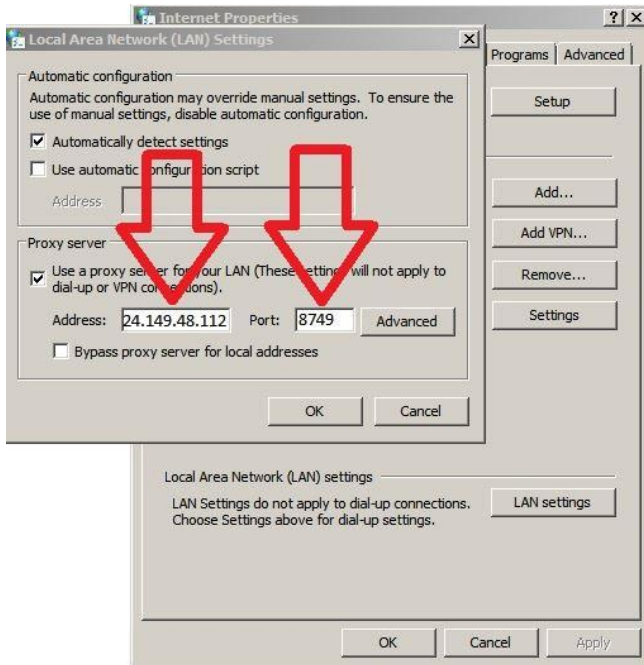 Internet Properties
Local Area Network (LAN) Settings
Programs
Advanced
Automatic configuration
Automatic configuration may override manual settings. To ensure the
use of manual settings, disable automatic configuration.
Automatically detect settings
Use automatic configuration script
Address
Proxy server
Use a proxy server for your LAN (These settings will not apply to
dial-up or VPN connections).
Address: 24.149.48.112 Port: 8749 Advanced
Bypass proxy server for local addresses
OK Cancel
Setup
Add...
Add VPN...
Remove...
Settings
Local Area Network (LAN) settings
LAN Settings do not apply to dial-up connections.
Choose Settings above for dial-up settings.
LAN settings
OK Cancel Apply